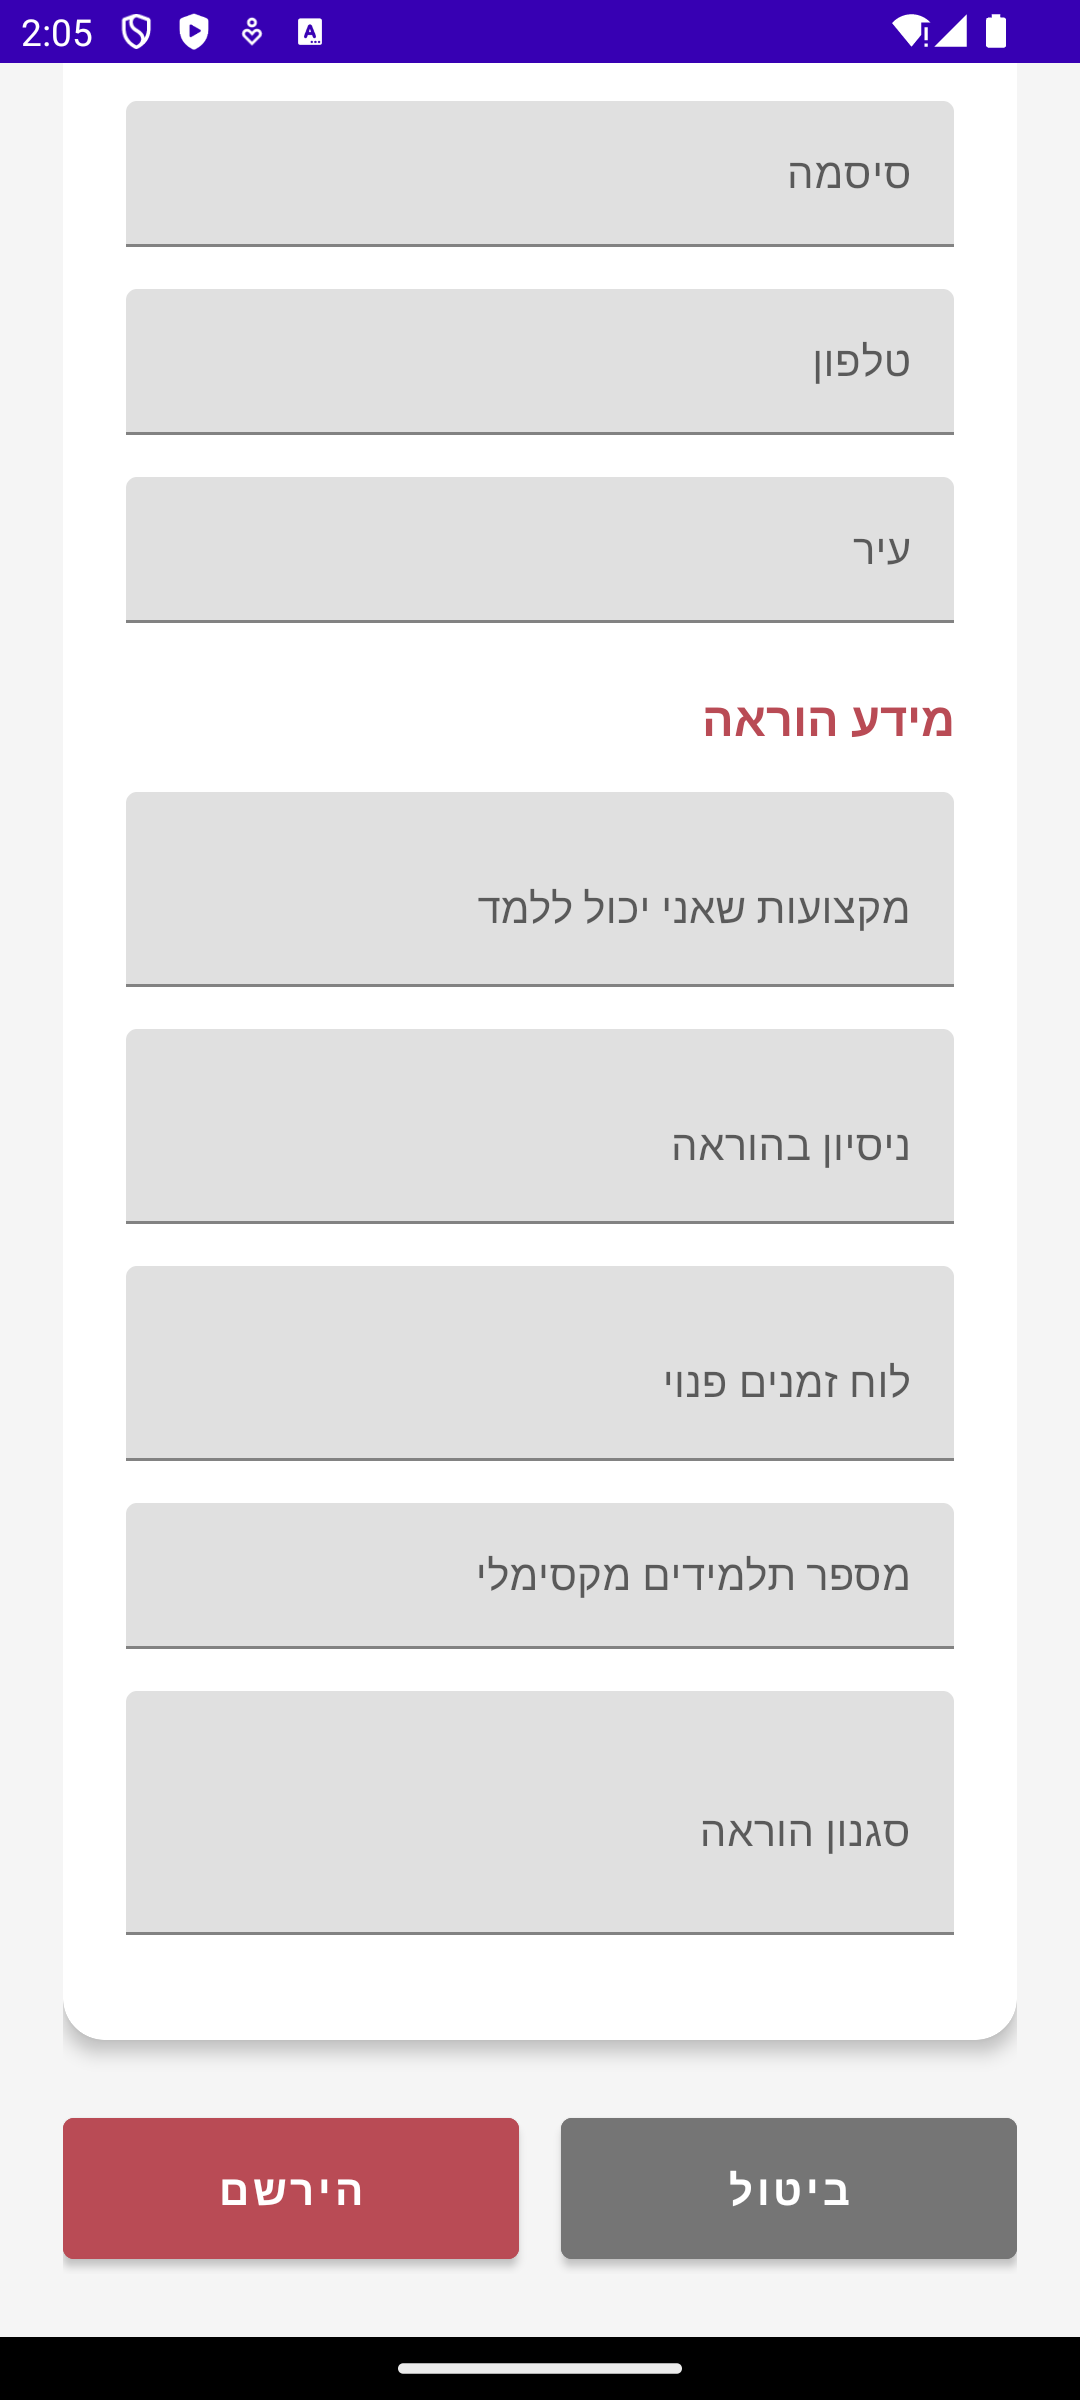 2:05
סיסמה
טלפון
עיר
מידע הוראה
מקצועות שאני יכול ללמד
ניסיון בהוראה
לוח זמנים פנוי
מספר תלמידים מקסימלי
סגנון הוראה
ביטול
הירשם